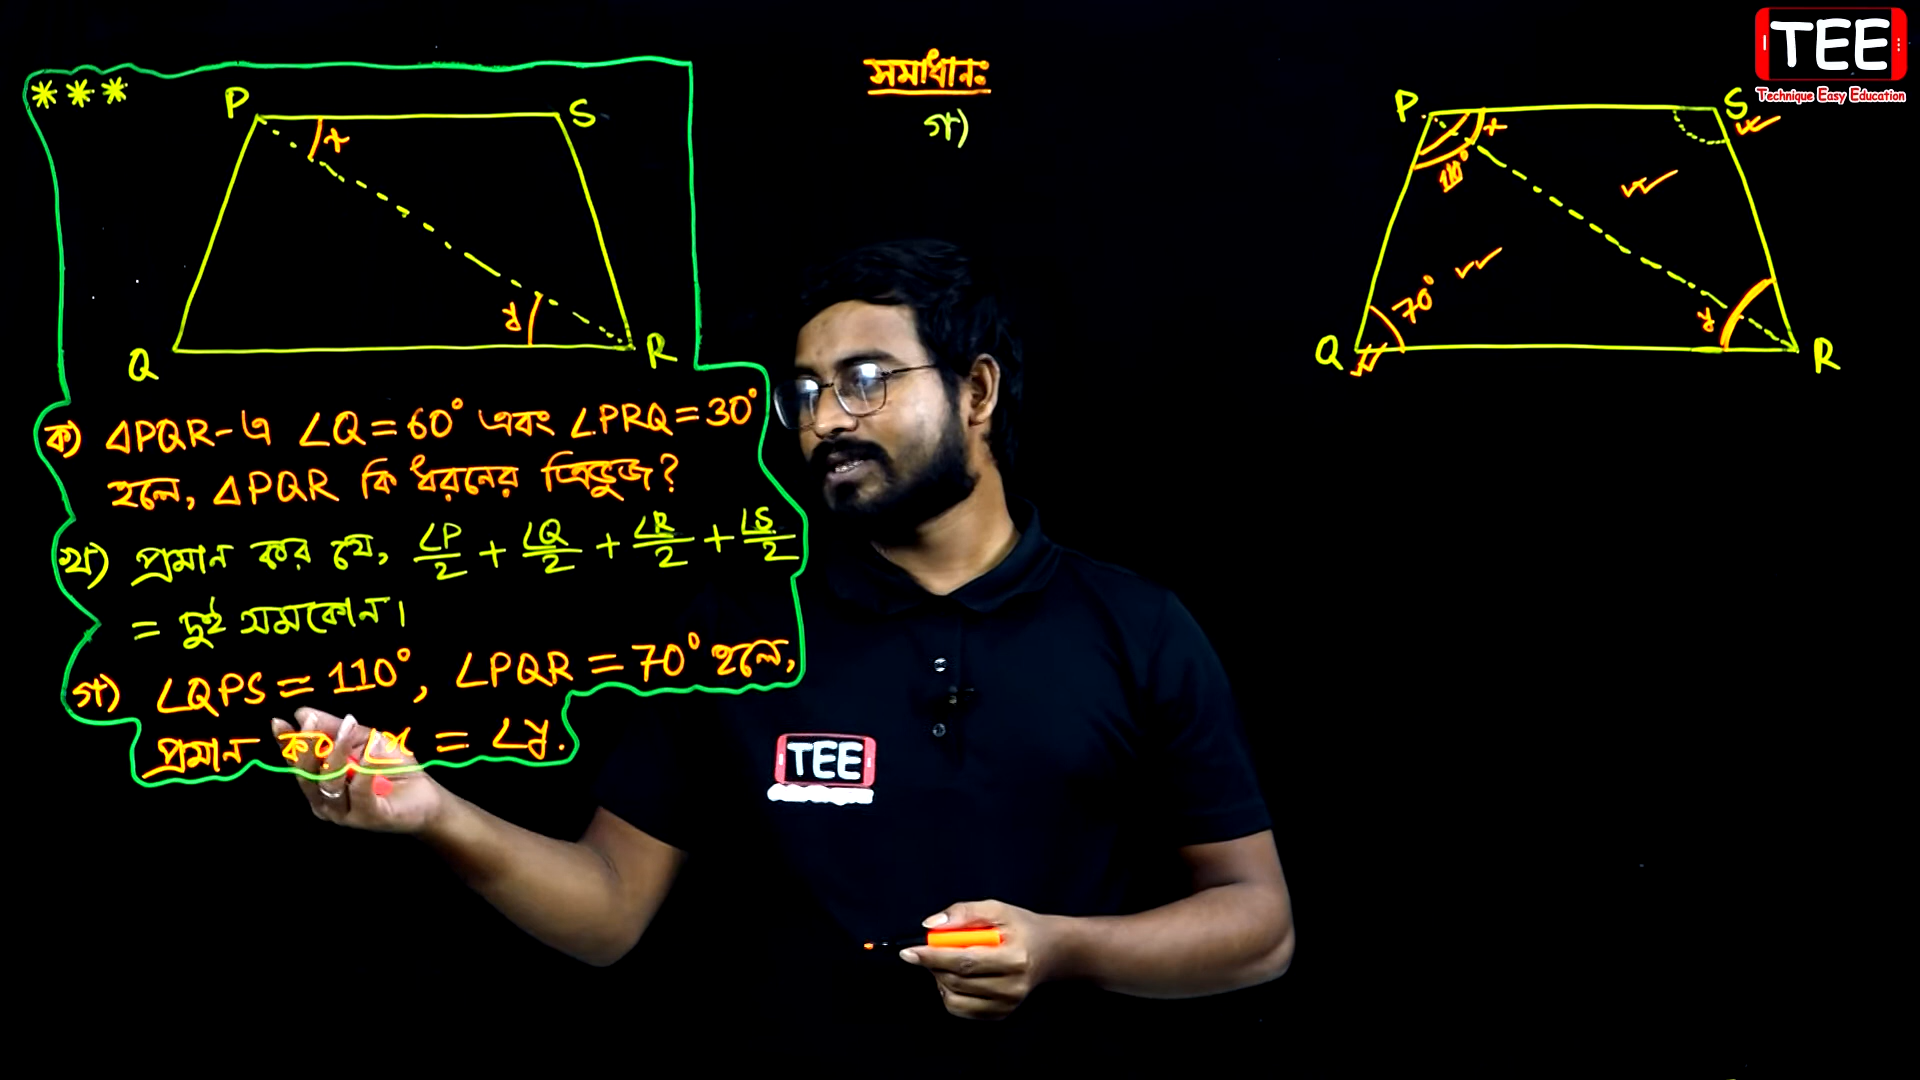 ***
P
S
x
y
Q
R
ক) ΔPQR-এ ∠Q = 60° এবং ∠PRQ = 30°
হলে, ΔPQR কি ধরনের ত্রিভুজ?
খ) প্রমান কর যে, ∠P/2 + ∠Q/2 + ∠R/2 + ∠S/2
= দুই সমকোন।
গ) ∠QPS = 110°, ∠PQR = 70° হলে,
প্রমান কর ∠x = ∠y.
সমাধান:
গ)
P
S
x
110°
70°
y
Q
R
TEE
TEE
Technique Easy Education